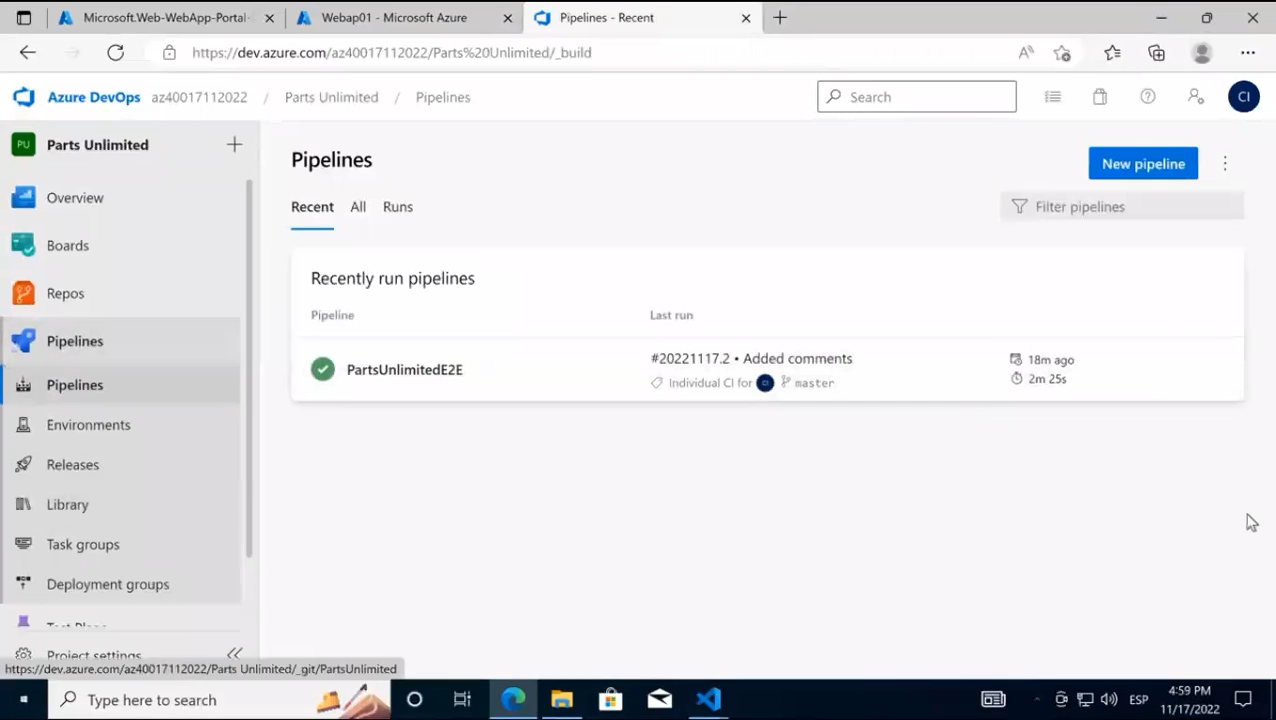 Microsoft.Web-WebApp-Portal-
Webap01 - Microsoft Azure
Pipelines - Recent
https://dev.azure.com/az40017112022/Parts%20Unlimited/_build
Azure DevOps az40017112022 / Parts Unlimited / Pipelines
Search
CI
PU Parts Unlimited
Overview
Boards
Repos
Pipelines
Pipelines
Environments
Releases
Library
Task groups
Deployment groups
Test Plans
Project settings
Pipelines
New pipeline
Recent All Runs
Filter pipelines
Recently run pipelines
Pipeline Last run
PartsUnlimitedE2E
#20221117.2 • Added comments
Individual CI for master
18m ago
2m 25s
https://dev.azure.com/az40017112022/Parts Unlimited/_git/PartsUnlimited
Type here to search
ESP
4:59 PM
11/17/2022